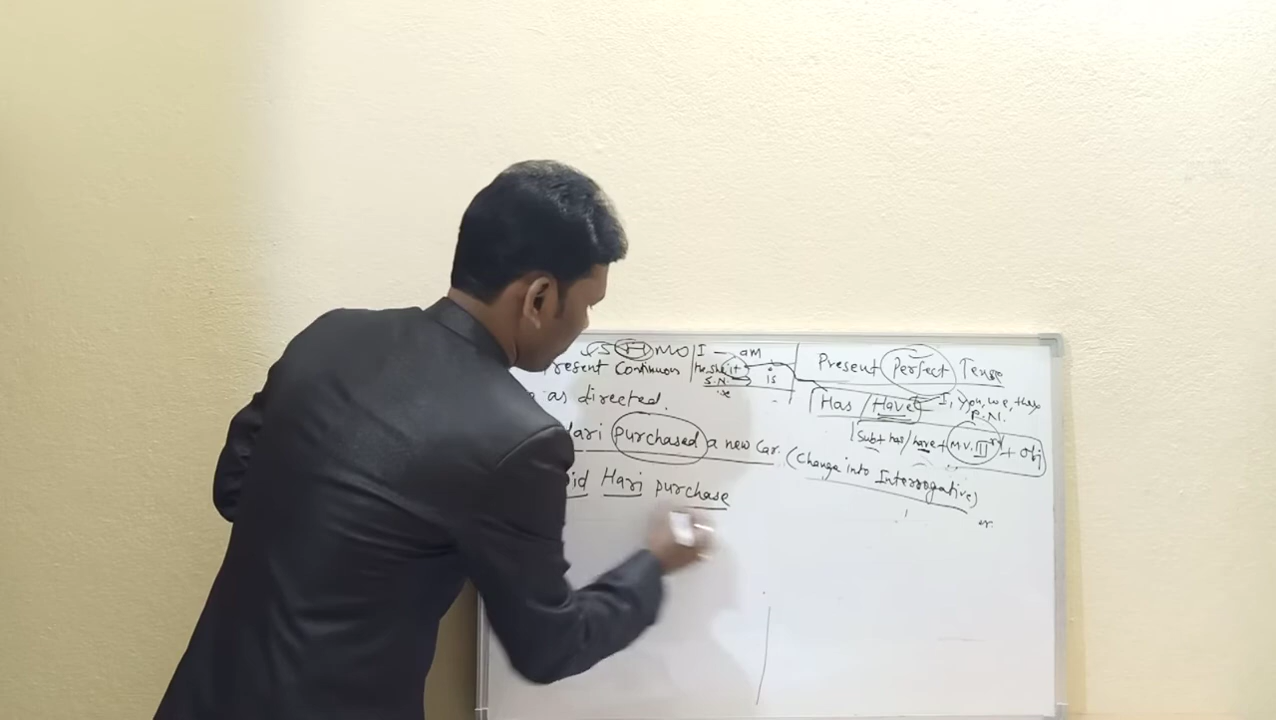 I am
Present Continuous
He, She, it is
S.N.
as directed.
Hari purchased a new car. (Change into Interrogative)
Did Hari purchase
Present Perfect Tense
Has / Have I, you, we, they
P.N.
Sub + has / have + M.V. III rd + Obj